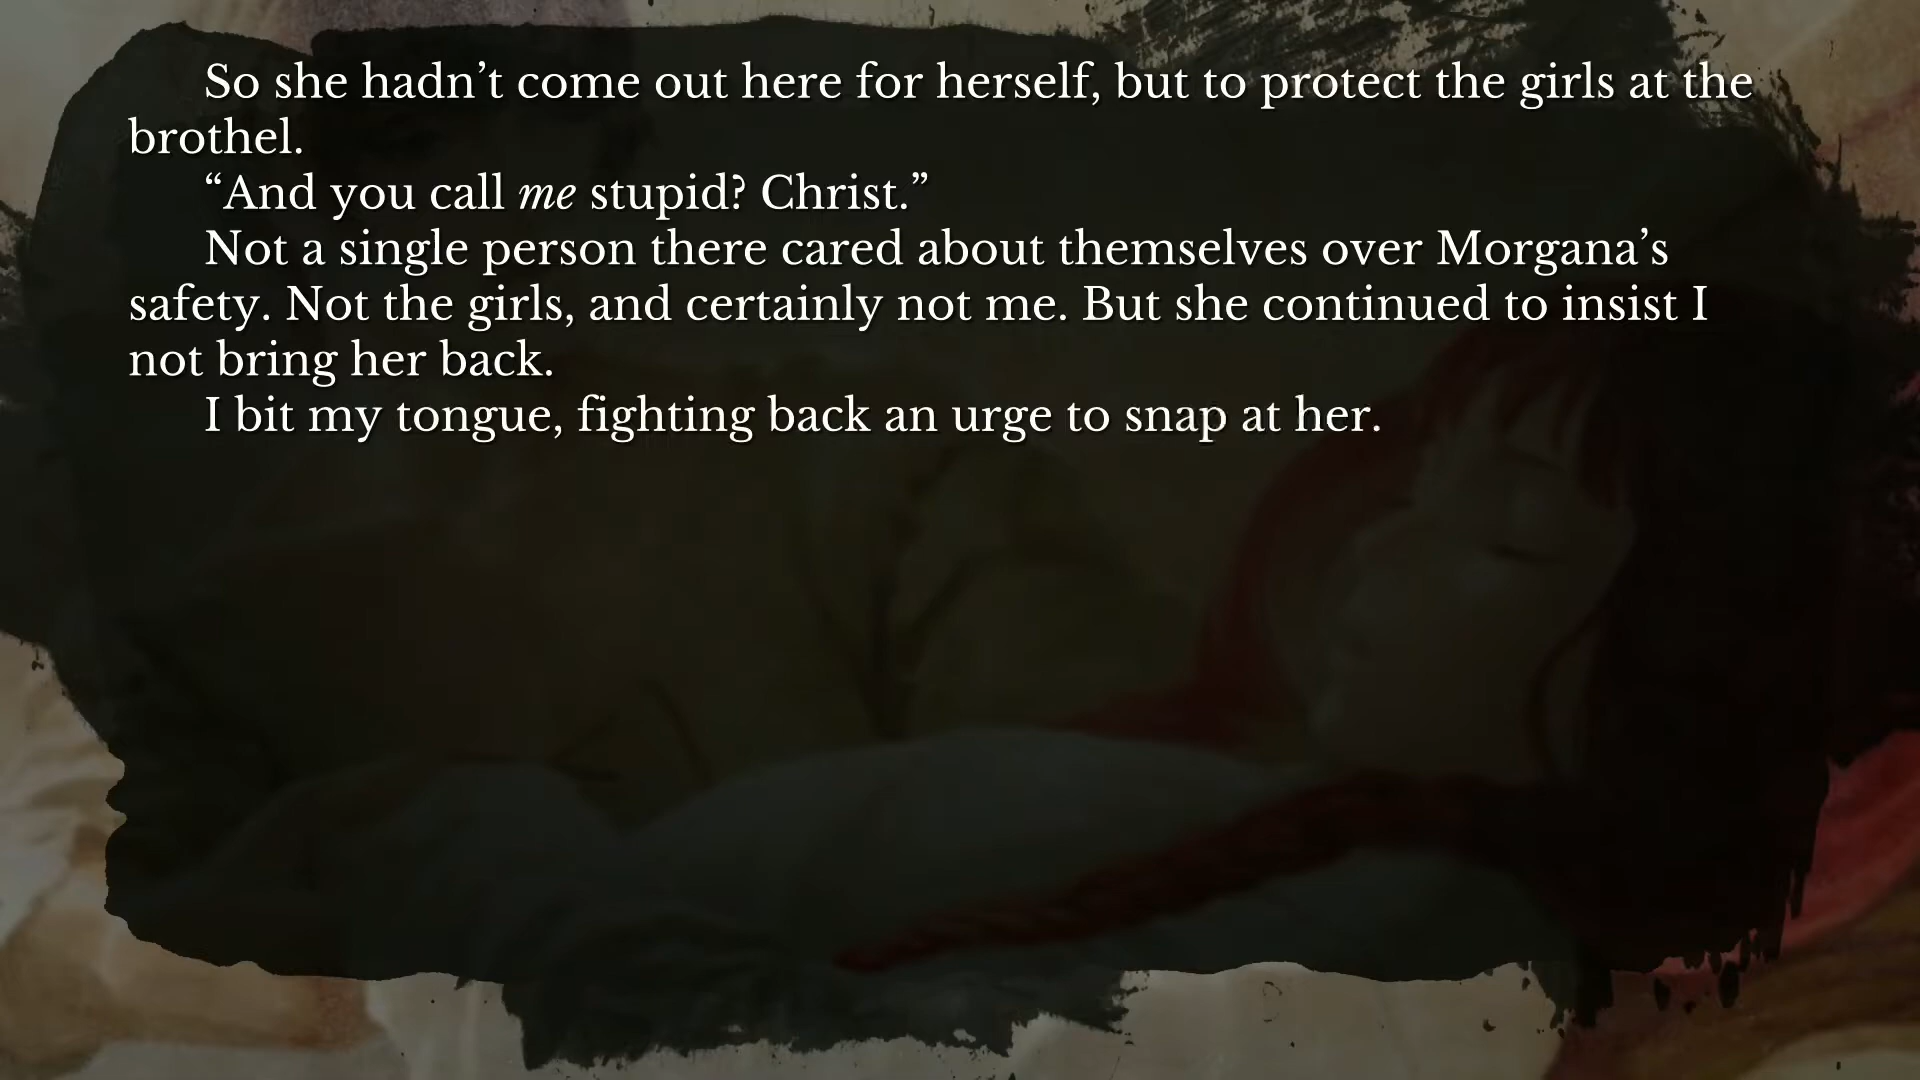 So she hadn’t come out here for herself, but to protect the girls at the
brothel.
“And you call me stupid? Christ.”
Not a single person there cared about themselves over Morgana’s
safety. Not the girls, and certainly not me. But she continued to insist I
not bring her back.
I bit my tongue, fighting back an urge to snap at her.